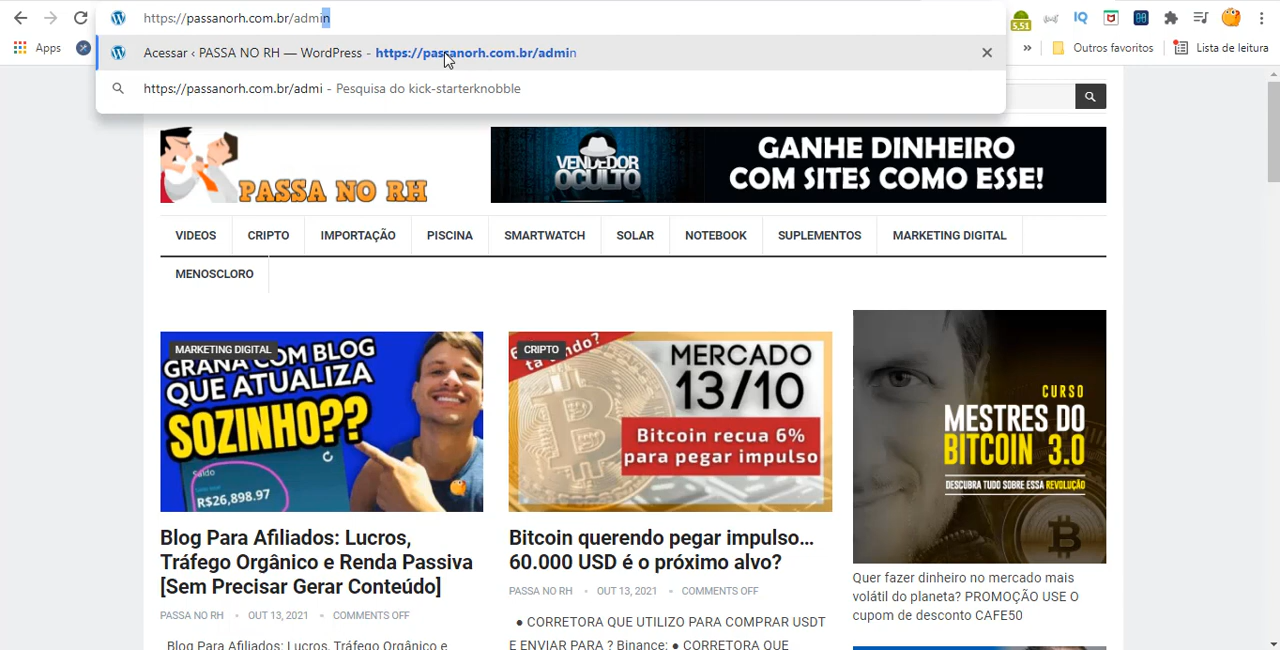 https://passanorh.com.br/admin
Acessar ‹ PASSA NO RH — WordPress - https://passanorh.com.br/admin
https://passanorh.com.br/admi - Pesquisa do kick-starterknobble
5,51
IQ
Apps
»
Outros favoritos
Lista de leitura
PASSA NO RH
VENDEDOR
OCULTO
GANHE DINHEIRO
COM SITES COMO ESSE!
VIDEOS
CRIPTO
IMPORTAÇÃO
PISCINA
SMARTWATCH
SOLAR
NOTEBOOK
SUPLEMENTOS
MARKETING DIGITAL
MENOSCLORO
MARKETING DIGITAL
GRANA COM BLOG
QUE ATUALIZA
SOZINHO??
Saldo
R$26,898.97
Blog Para Afiliados: Lucros,
Tráfego Orgânico e Renda Passiva
[Sem Precisar Gerar Conteúdo]
PASSA NO RH • OUT 13, 2021 • COMMENTS OFF
Blog Para Afiliados: Lucros, Tráfego Orgânico e
CRIPTO
MERCADO
13/10
Bitcoin recua 6%
para pegar impulso
Bitcoin querendo pegar impulso…
60.000 USD é o próximo alvo?
PASSA NO RH • OUT 13, 2021 • COMMENTS OFF
● CORRETORA QUE UTILIZO PARA COMPRAR USDT
E ENVIAR PARA ? Binance: ● CORRETORA QUE
CURSO
MESTRES DO
BITCOIN 3.0
DESCUBRA TUDO SOBRE ESSA REVOLUÇÃO
Quer fazer dinheiro no mercado mais
volátil do planeta? PROMOÇÃO USE O
cupom de desconto CAFE50